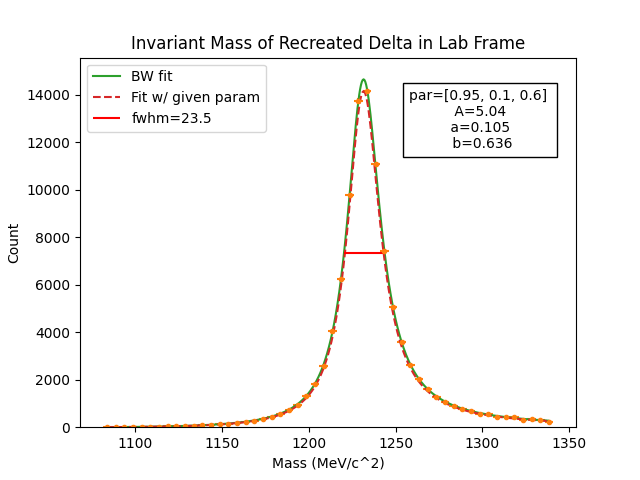 Invariant Mass of Recreated Delta in Lab Frame
BW fit
Fit w/ given param
fwhm=23.5
par=[0.95, 0.1, 0.6]
A=5.04
a=0.105
b=0.636
Count
14000
12000
10000
8000
6000
4000
2000
0
1100
1150
1200
1250
1300
1350
Mass (MeV/c^2)